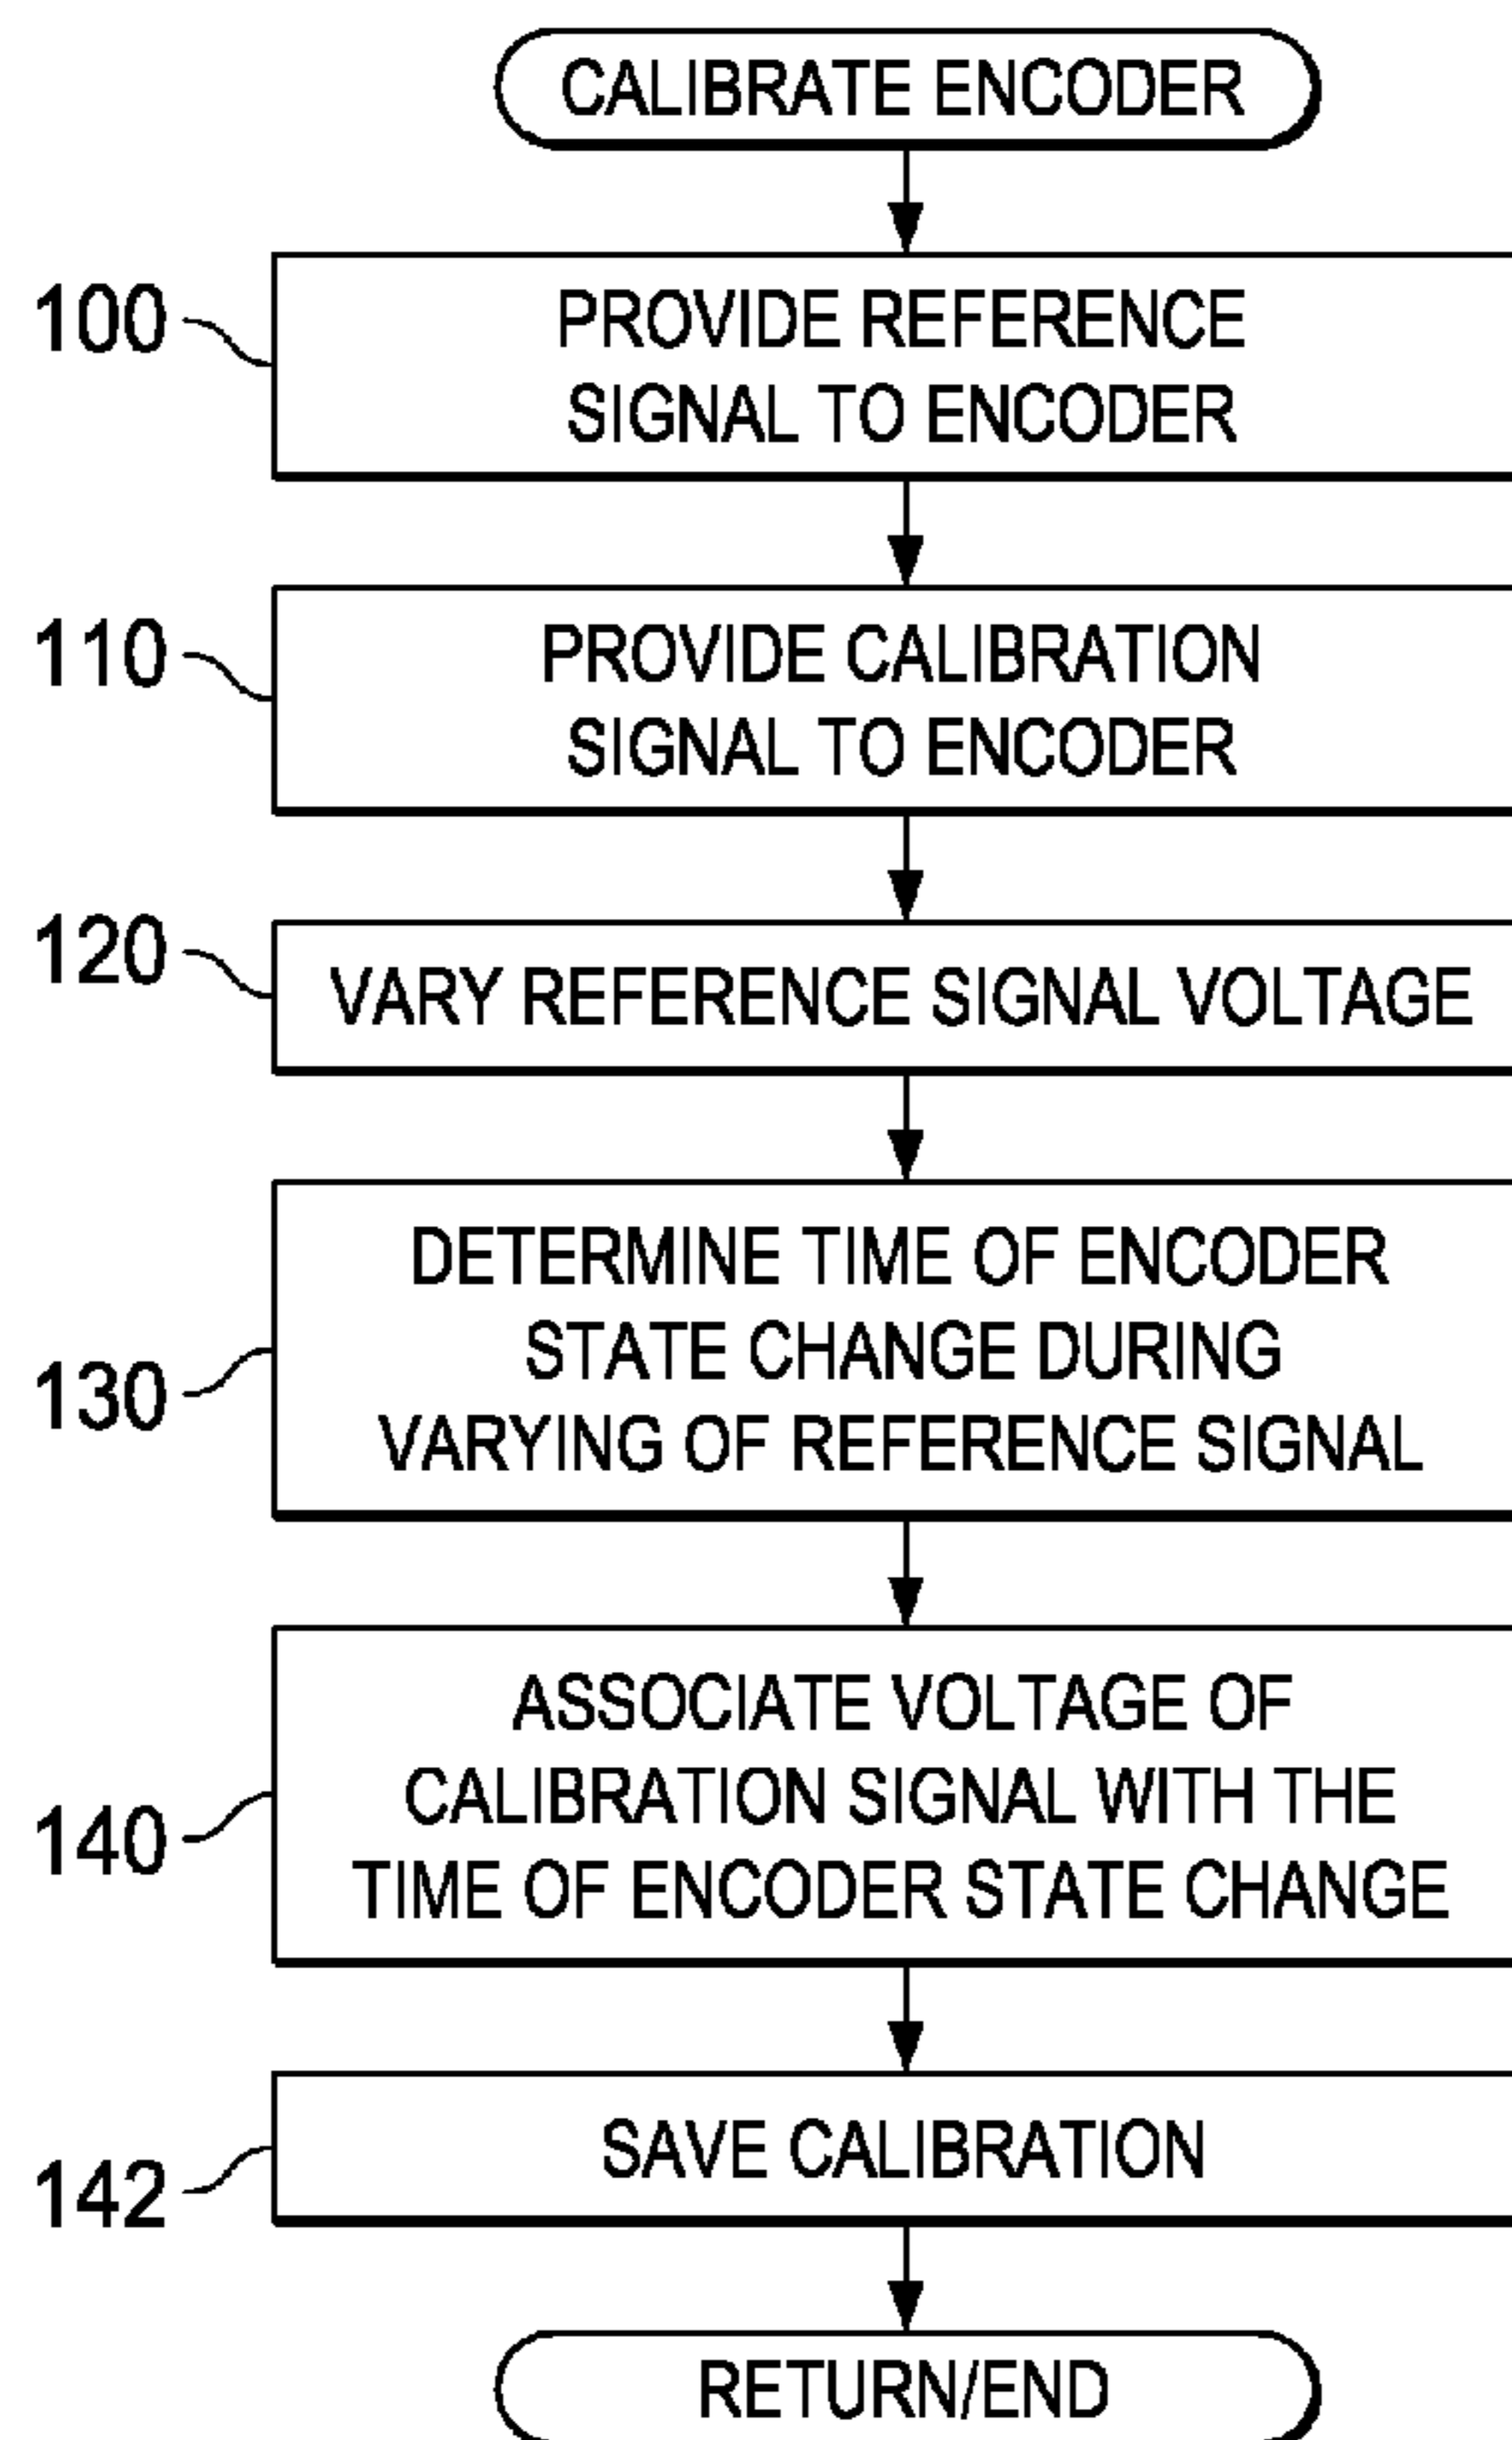 CALIBRATE ENCODER
100
PROVIDE REFERENCE
SIGNAL TO ENCODER
110
PROVIDE CALIBRATION
SIGNAL TO ENCODER
120
VARY REFERENCE SIGNAL VOLTAGE
130
DETERMINE TIME OF ENCODER
STATE CHANGE DURING
VARYING OF REFERENCE SIGNAL
140
ASSOCIATE VOLTAGE OF
CALIBRATION SIGNAL WITH THE
TIME OF ENCODER STATE CHANGE
142
SAVE CALIBRATION
RETURN/END